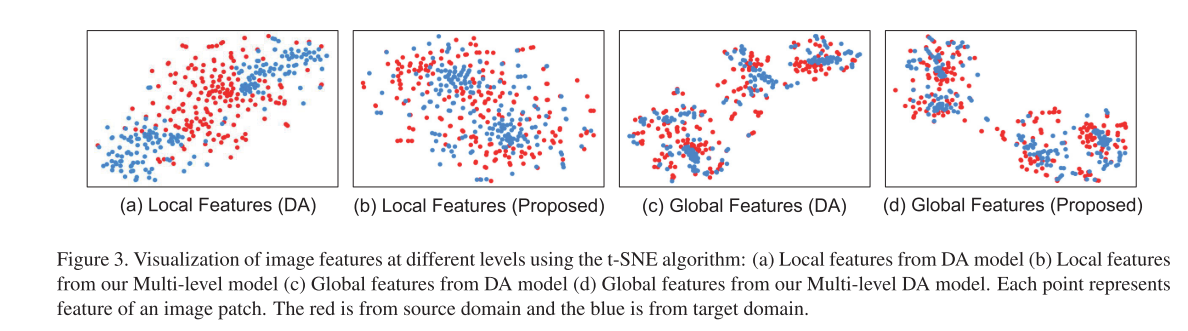 (a) Local Features (DA) (b) Local Features (Proposed) (c) Global Features (DA) (d) Global Features (Proposed)
Figure 3. Visualization of image features at different levels using the t-SNE algorithm: (a) Local features from DA model (b) Local features
from our Multi-level model (c) Global features from DA model (d) Global features from our Multi-level DA model. Each point represents
feature of an image patch. The red is from source domain and the blue is from target domain.